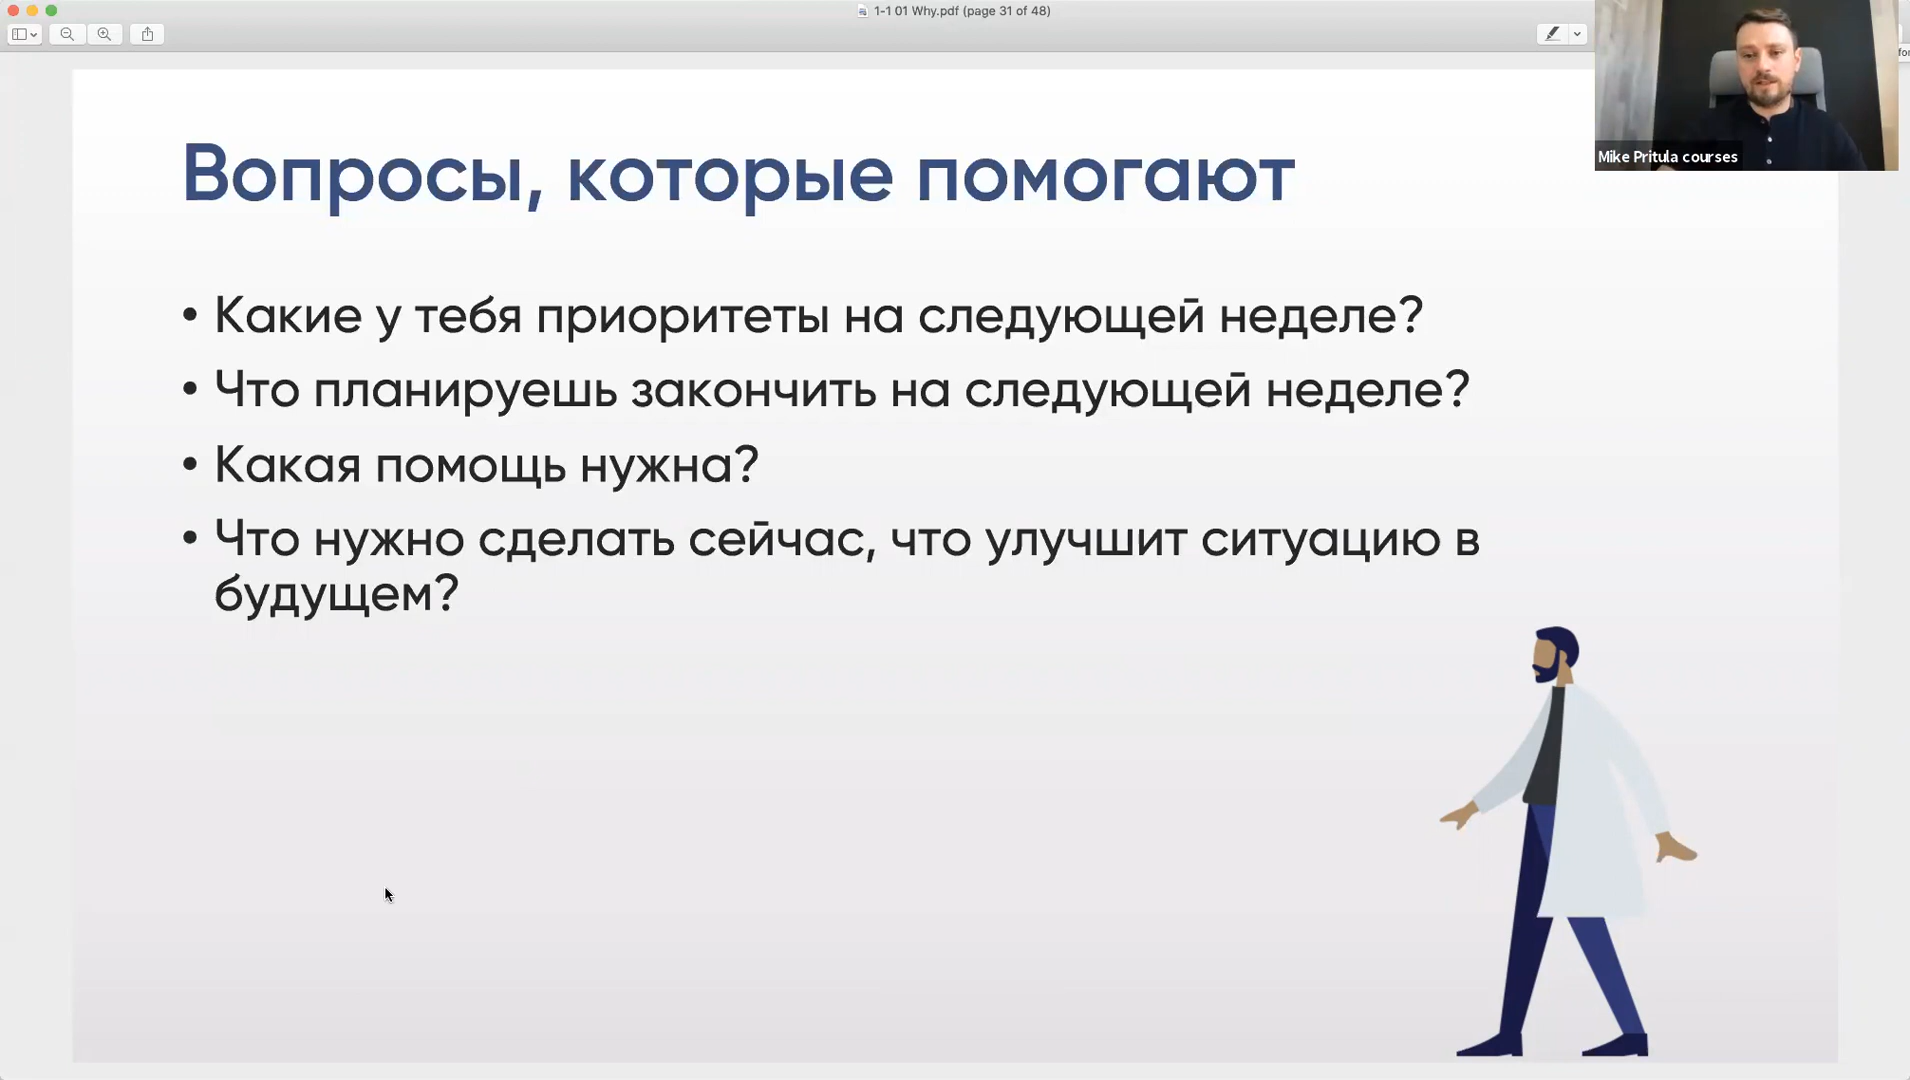 1-1 01 Why.pdf (page 31 of 48)
Mike Pritula courses
Вопросы, которые помогают
• Какие у тебя приоритеты на следующей неделе?
• Что планируешь закончить на следующей неделе?
• Какая помощь нужна?
• Что нужно сделать сейчас, что улучшит ситуацию в
будущем?